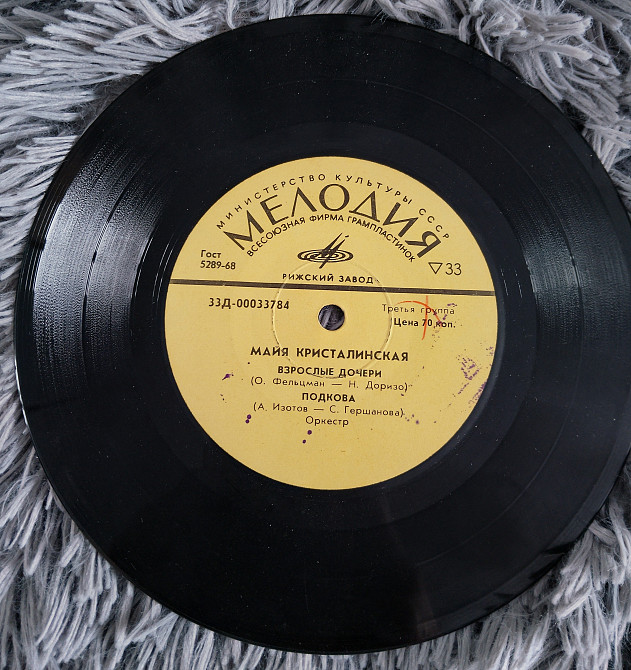 МИНИСТЕРСТВО КУЛЬТУРЫ СССР
МЕЛОДИЯ
ВСЕСОЮЗНАЯ ФИРМА ГРАМПЛАСТИНОК
Гост
5289-68
▽33
РИЖСКИЙ ЗАВОД
33Д-00033784
Третья группа
Цена 70 коп.
МАЙЯ КРИСТАЛИНСКАЯ
ВЗРОСЛЫЕ ДОЧЕРИ
(О. Фельцман — Н. Доризо)
ПОДКОВА
(А. Изотов — С. Гершанова)
Оркестр